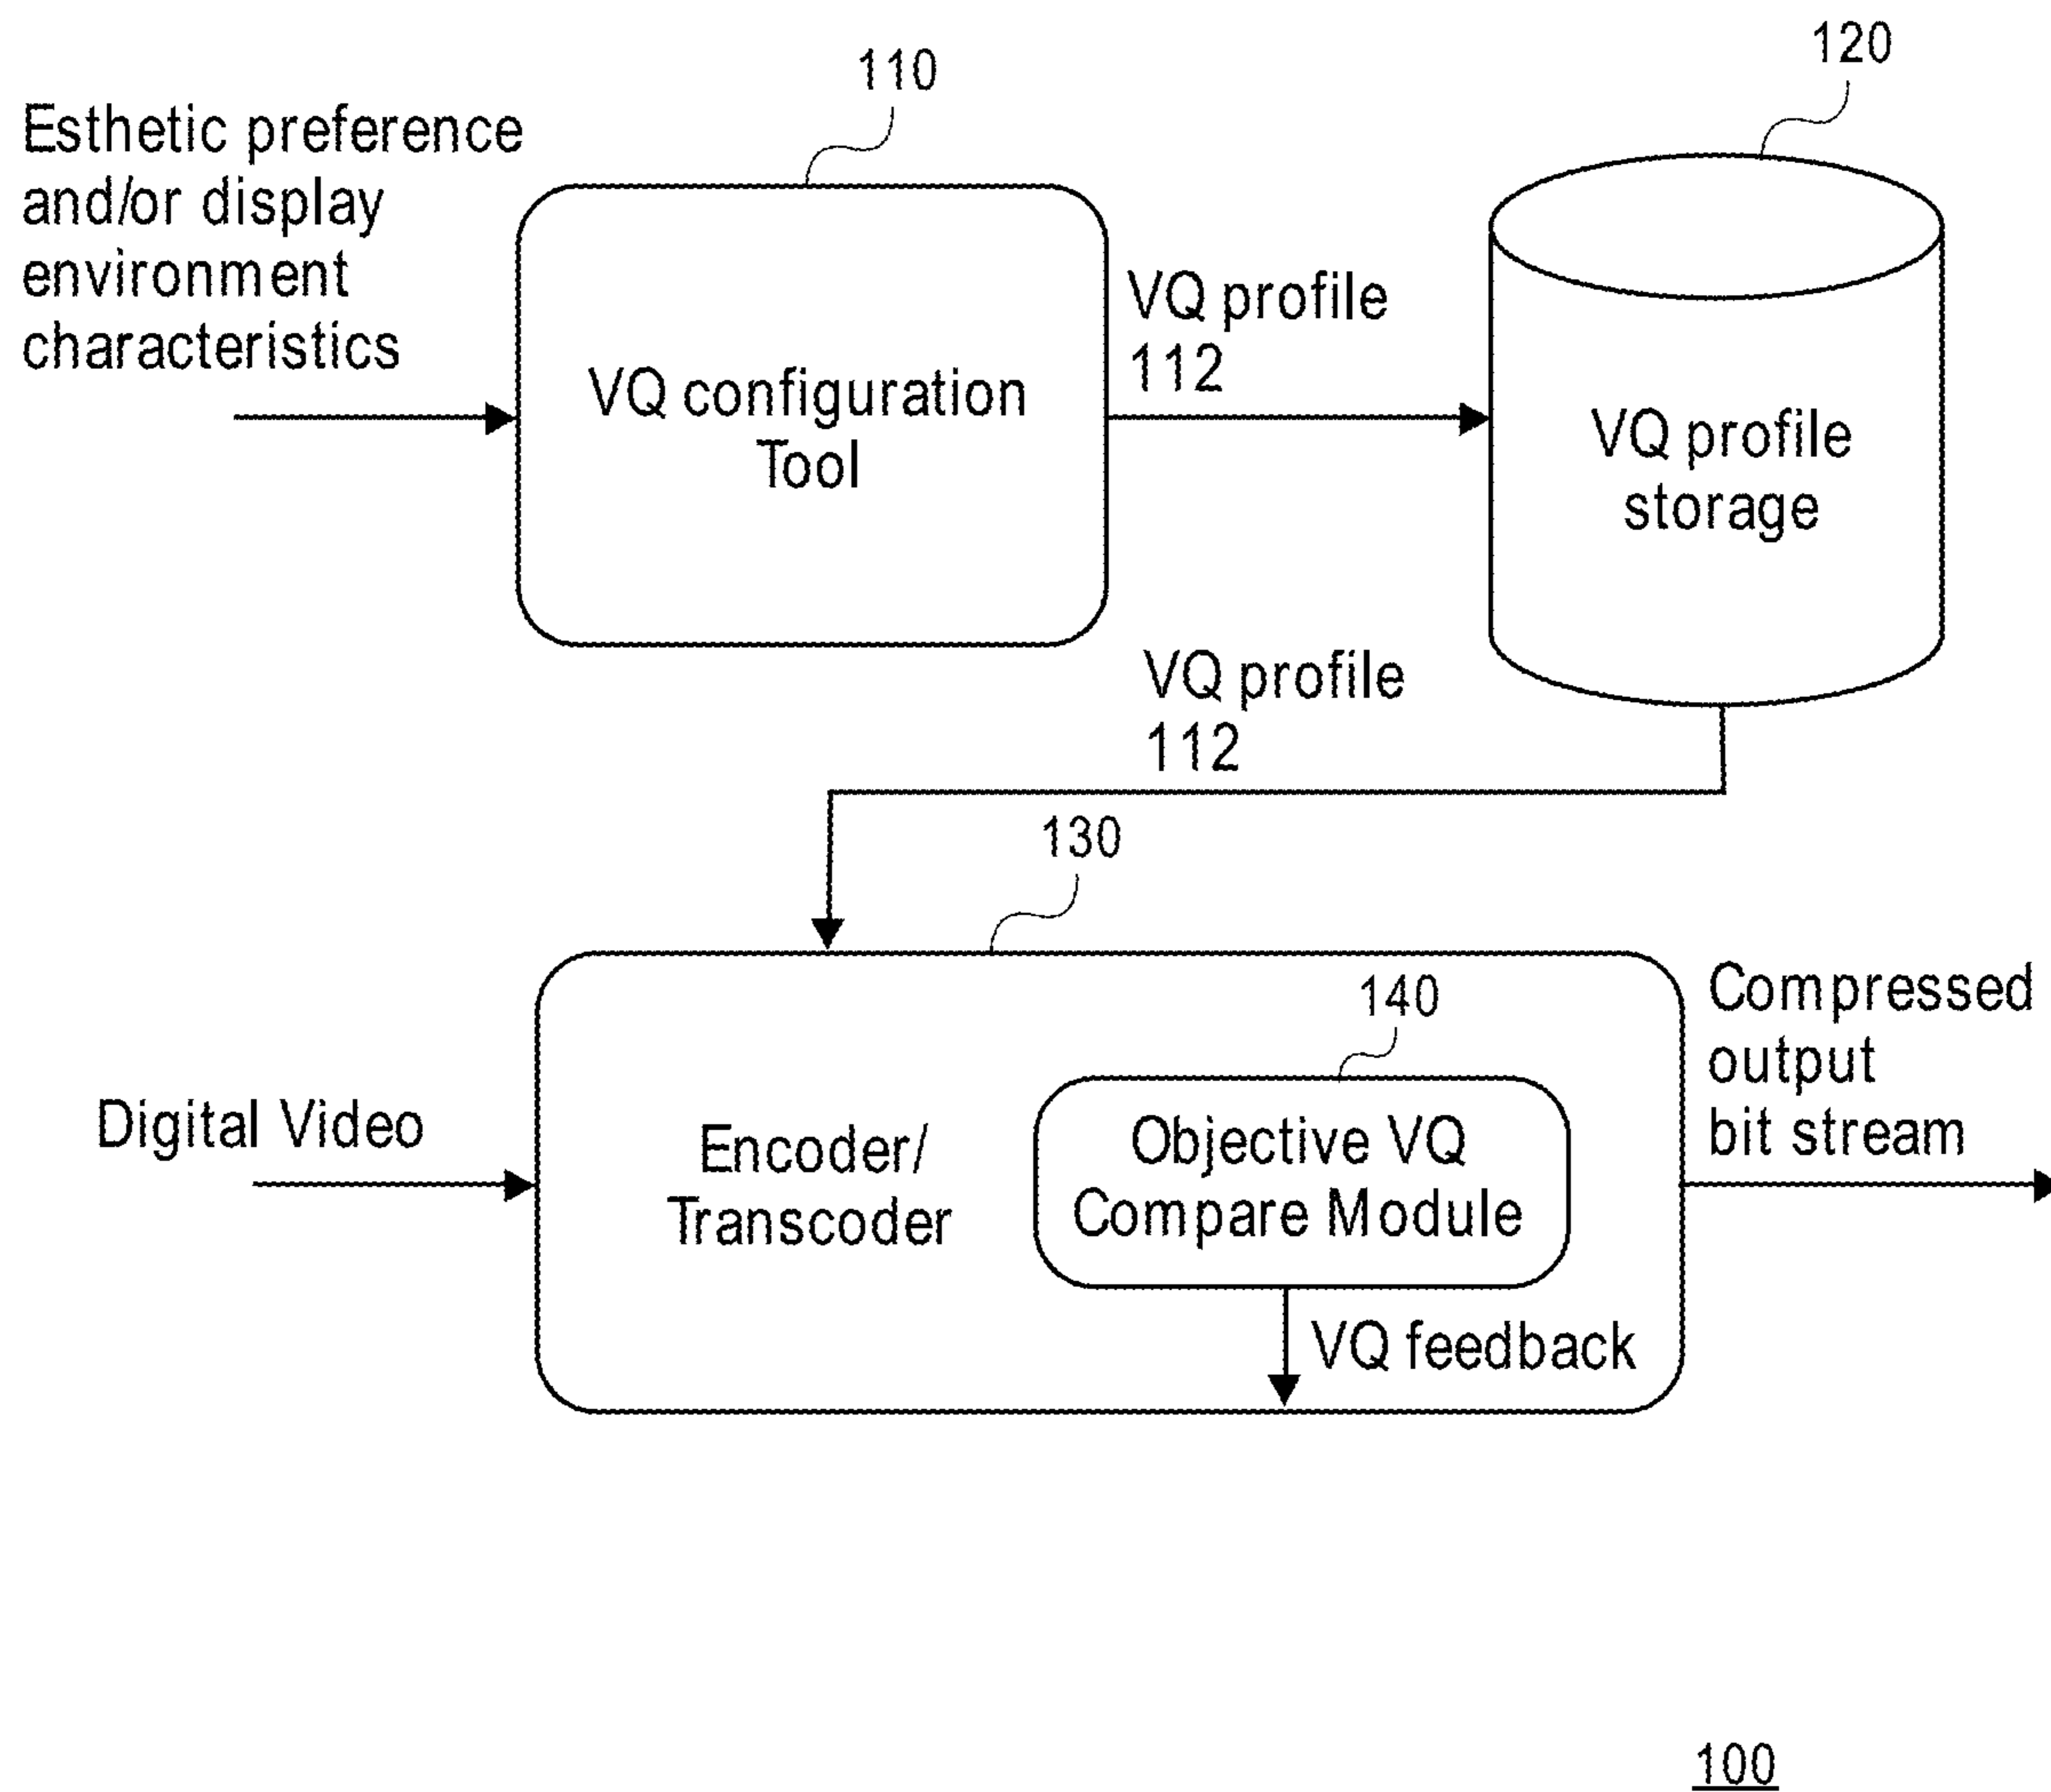 110
120
Esthetic preference
and/or display
environment
characteristics
VQ configuration
Tool
VQ profile
112
VQ profile
storage
VQ profile
112
130
140
Digital Video
Encoder/
Transcoder
Objective VQ
Compare Module
VQ feedback
Compressed
output
bit stream
100